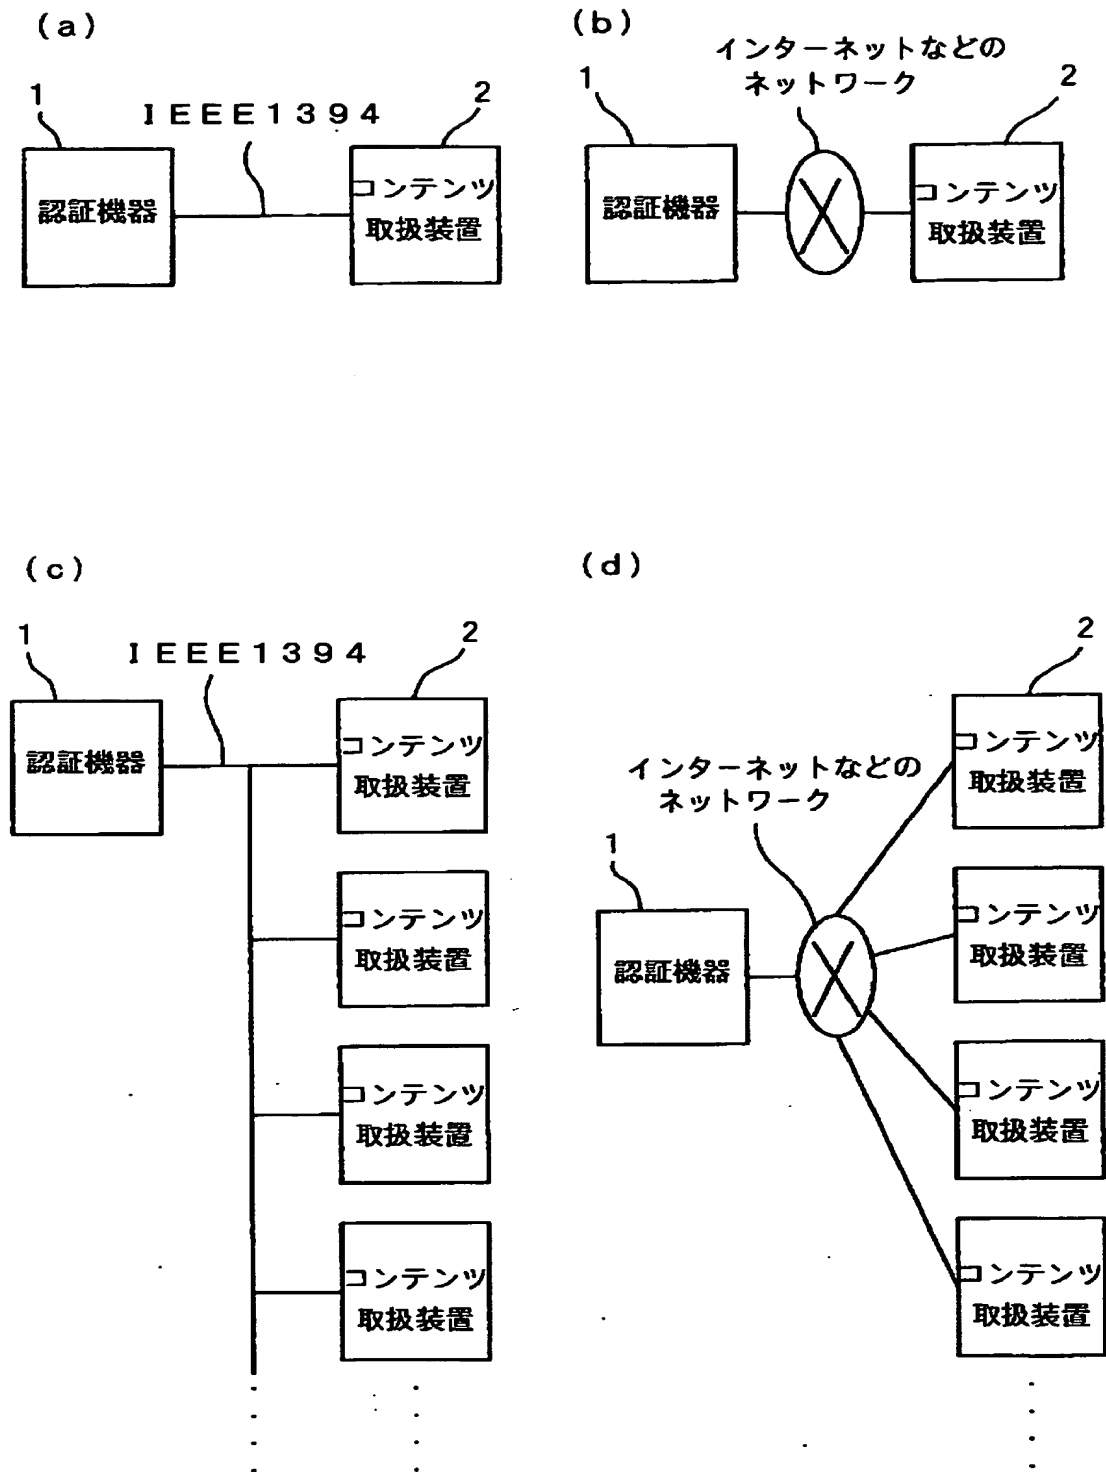 (a)
1
IEEE1394
2
認証機器
コンテンツ
取扱装置
(b)
インターネットなどの
ネットワーク
1
2
認証機器
コンテンツ
取扱装置
(c)
1
IEEE1394
2
認証機器
コンテンツ
取扱装置
コンテンツ
取扱装置
コンテンツ
取扱装置
コンテンツ
取扱装置
(d)
2
インターネットなどの
ネットワーク
1
認証機器
コンテンツ
取扱装置
コンテンツ
取扱装置
コンテンツ
取扱装置
コンテンツ
取扱装置